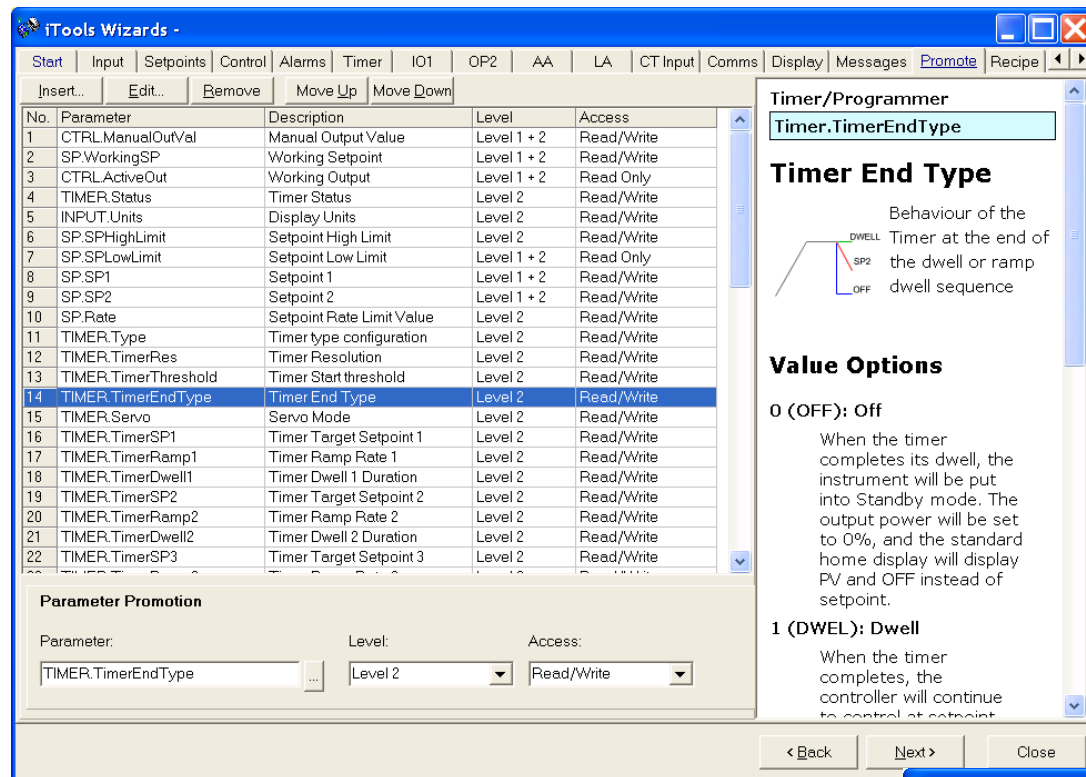 iTools Wizards -
Start Input Setpoints Control Alarms Timer IO1 OP2 AA LA CT Input Comms Display Messages Promote Recipe
Insert... Edit... Remove Move Up Move Down
No. Parameter Description Level Access
1 CTRL.ManualOutVal Manual Output Value Level 1 + 2 Read/Write
2 SP.WorkingSP Working Setpoint Level 1 + 2 Read/Write
3 CTRL.ActiveOut Working Output Level 1 + 2 Read Only
4 TIMER.Status Timer Status Level 2 Read/Write
5 INPUT.Units Display Units Level 2 Read/Write
6 SP.SPHighLimit Setpoint High Limit Level 2 Read/Write
7 SP.SPLowLimit Setpoint Low Limit Level 1 + 2 Read Only
8 SP.SP1 Setpoint 1 Level 1 + 2 Read/Write
9 SP.SP2 Setpoint 2 Level 1 + 2 Read/Write
10 SP.Rate Setpoint Rate Limit Value Level 2 Read/Write
11 TIMER.Type Timer type configuration Level 2 Read/Write
12 TIMER.TimerRes Timer Resolution Level 2 Read/Write
13 TIMER.TimerThreshold Timer Start threshold Level 2 Read/Write
14 TIMER.TimerEndType Timer End Type Level 2 Read/Write
15 TIMER.Servo Servo Mode Level 2 Read/Write
16 TIMER.TimerSP1 Timer Target Setpoint 1 Level 2 Read/Write
17 TIMER.TimerRamp1 Timer Ramp Rate 1 Level 2 Read/Write
18 TIMER.TimerDwell1 Timer Dwell 1 Duration Level 2 Read/Write
19 TIMER.TimerSP2 Timer Target Setpoint 2 Level 2 Read/Write
20 TIMER.TimerRamp2 Timer Ramp Rate 2 Level 2 Read/Write
21 TIMER.TimerDwell2 Timer Dwell 2 Duration Level 2 Read/Write
22 TIMER.TimerSP3 Timer Target Setpoint 3 Level 2 Read/Write
Parameter Promotion
Parameter: Level: Access:
TIMER.TimerEndType ... Level 2 Read/Write
Timer/Programmer
Timer.TimerEndType
Timer End Type
DWELL
SP2
OFF
Behaviour of the
Timer at the end of
the dwell or ramp
dwell sequence
Value Options
0 (OFF): Off
When the timer
completes its dwell, the
instrument will be put
into Standby mode. The
output power will be set
to 0%, and the standard
home display will display
PV and OFF instead of
setpoint.
1 (DWEL): Dwell
When the timer
completes, the
controller will continue
to control at setpoint
< Back Next > Close